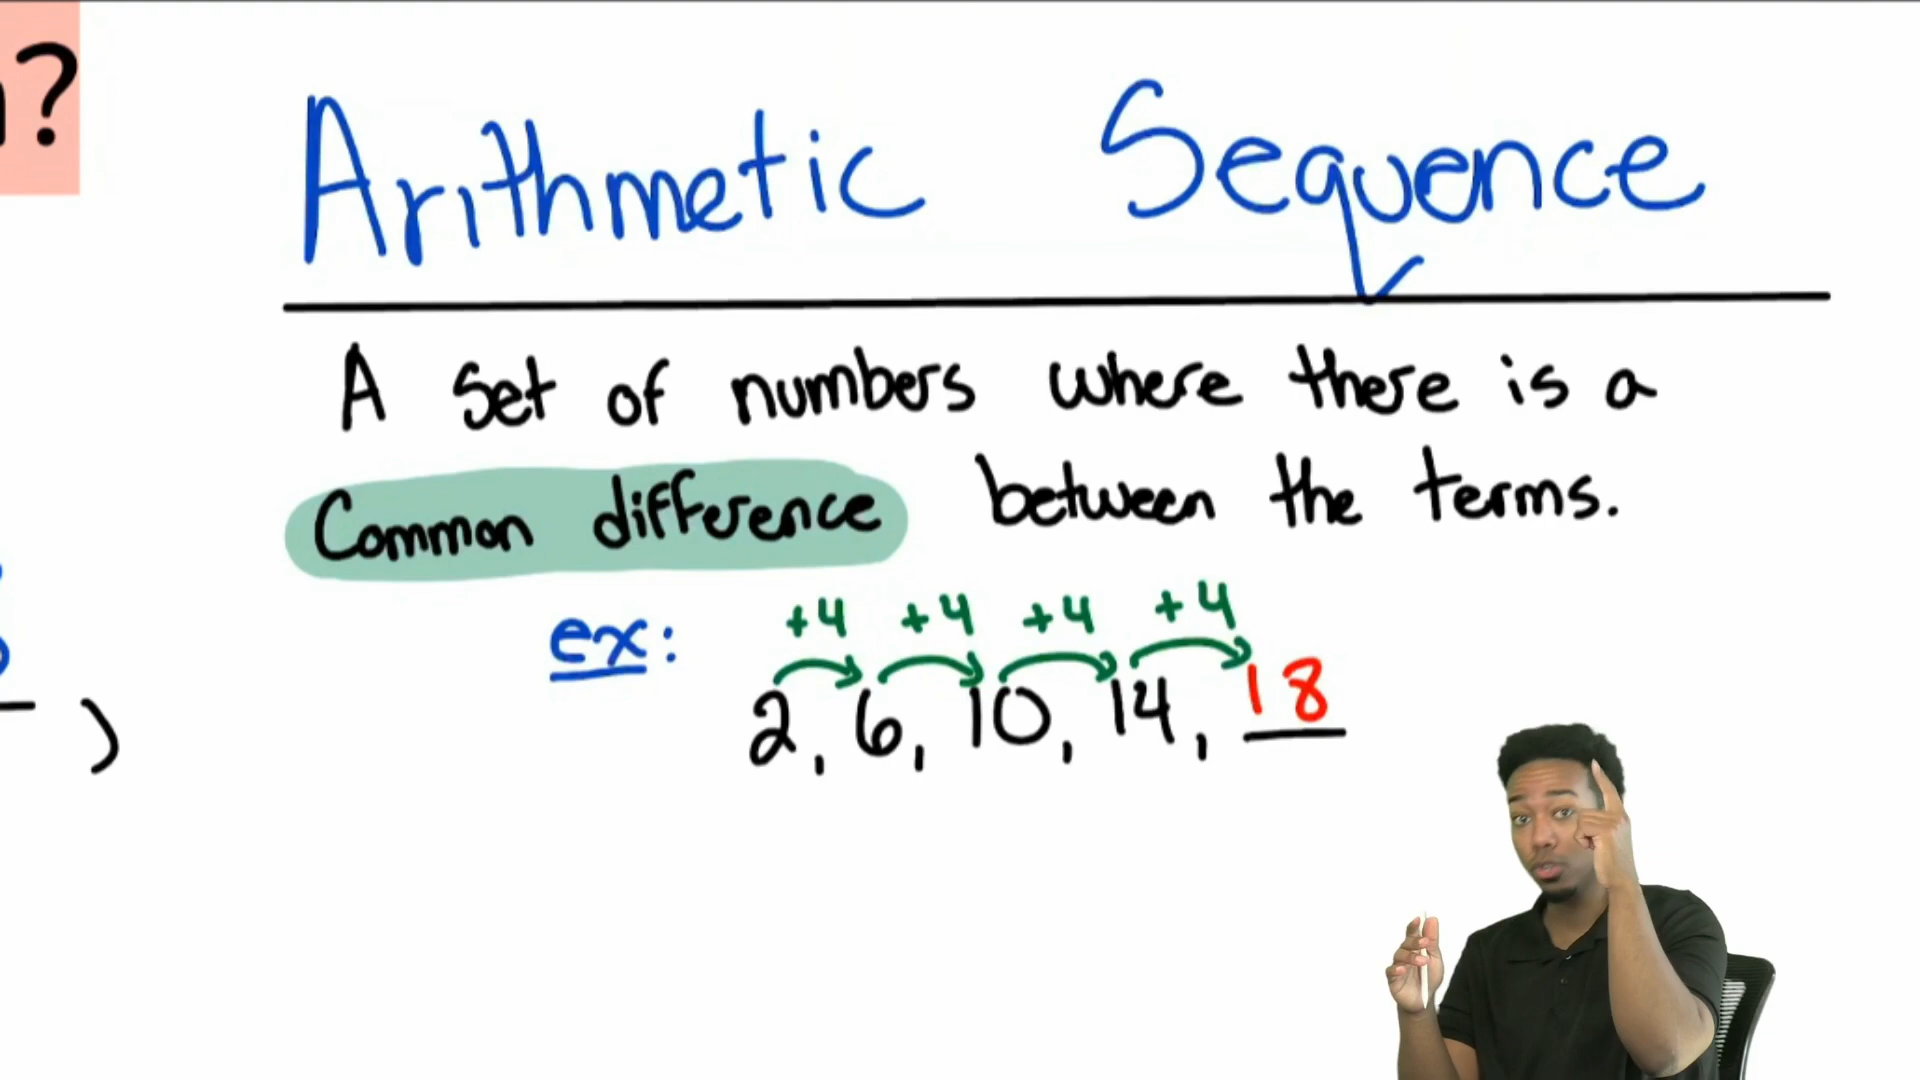 ?
Arithmetic Sequence
A set of numbers where there is a
Common difference between the terms.
+4 +4 +4 +4
ex: 2, 6, 10, 14, 18
)